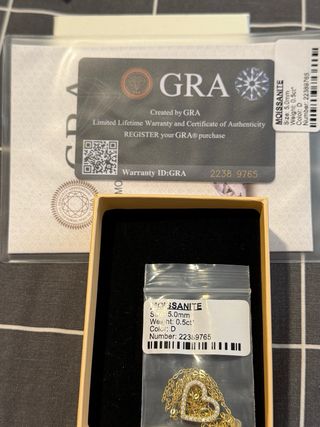 GRA
Created by GRA
Limited Lifetime Warranty and Certificate of Authenticity
REGISTER your GRA® purchase
Warranty ID:GRA 2238 9765
GRA
MO
MOISSANITE
Size: 5.0mm
Weight: 0.5ct
Color: D
Number: 22389765
MOISSANITE
Size: 5.0mm
Weight: 0.5ct
Color: D
Number: 22389765